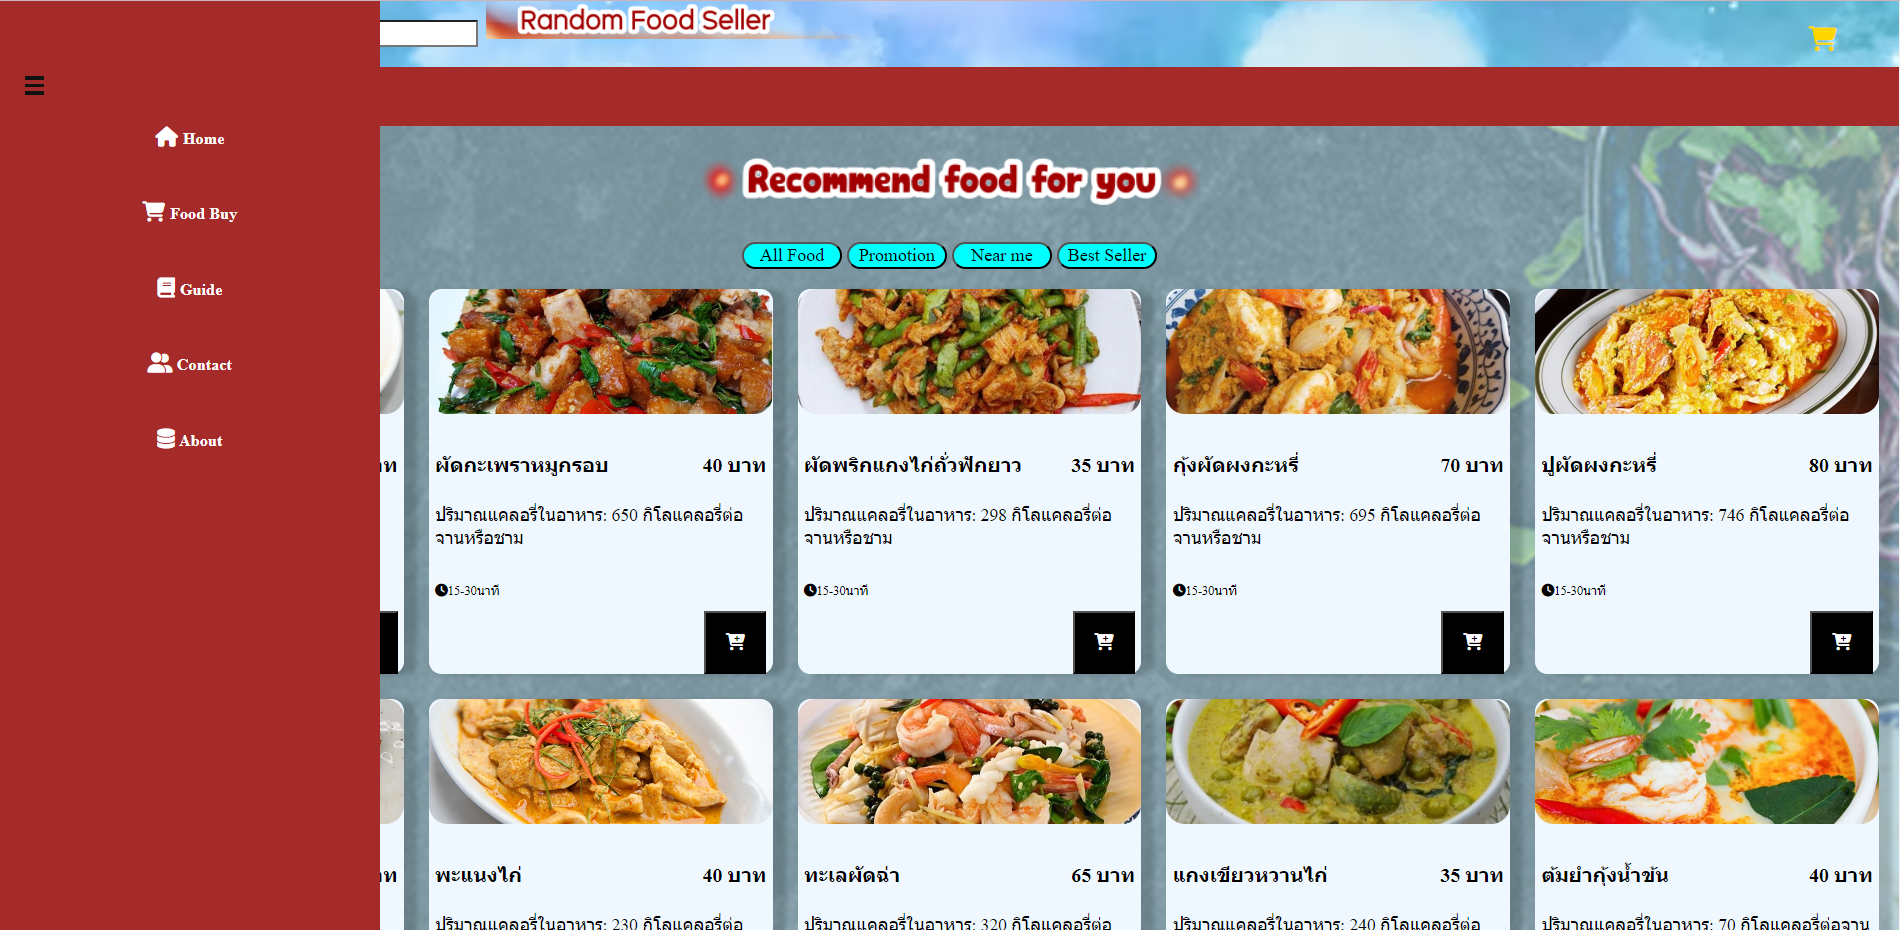 Random Food Seller
Home
Food Buy
Guide
Contact
About
Recommend food for you
All Food
Promotion
Near me
Best Seller
ผัดกะเพราหมูกรอบ 40 บาท
ปริมาณแคลอรี่ในอาหาร: 650 กิโลแคลอรี่ต่อ
จานหรือชาม
15-30นาที
ผัดพริกแกงไก่ถั่วฟักยาว 35 บาท
ปริมาณแคลอรี่ในอาหาร: 298 กิโลแคลอรี่ต่อ
จานหรือชาม
15-30นาที
กุ้งผัดผงกะหรี่ 70 บาท
ปริมาณแคลอรี่ในอาหาร: 695 กิโลแคลอรี่ต่อ
จานหรือชาม
15-30นาที
ปูผัดผงกะหรี่ 80 บาท
ปริมาณแคลอรี่ในอาหาร: 746 กิโลแคลอรี่ต่อ
จานหรือชาม
15-30นาที
พะแนงไก่ 40 บาท
ปริมาณแคลอรี่ในอาหาร: 230 กิโลแคลอรี่ต่อ
ทะเลผัดฉ่า 65 บาท
ปริมาณแคลอรี่ในอาหาร: 320 กิโลแคลอรี่ต่อ
แกงเขียวหวานไก่ 35 บาท
ปริมาณแคลอรี่ในอาหาร: 240 กิโลแคลอรี่ต่อ
ต้มยำกุ้งน้ำข้น 40 บาท
ปริมาณแคลอรี่ในอาหาร: 70 กิโลแคลอรี่ต่อจาน